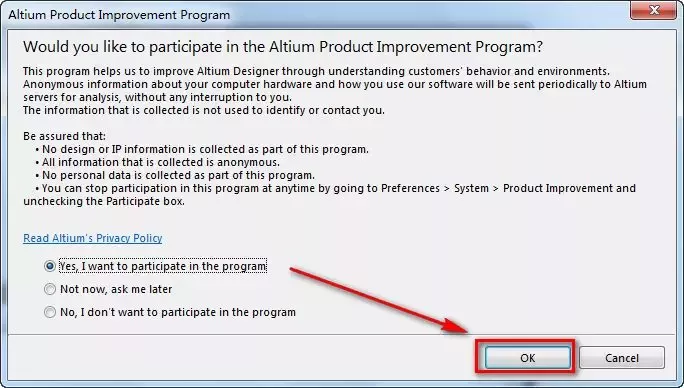 Altium Product Improvement Program
Would you like to participate in the Altium Product Improvement Program?
This program helps us to improve Altium Designer through understanding customers' behavior and environments.
Anonymous information about your computer hardware and how you use our software will be sent periodically to Altium
servers for analysis, without any interruption to you.
The information that is collected is not used to identify or contact you.
Be assured that:
• No design or IP information is collected as part of this program.
• All information that is collected is anonymous.
• No personal data is collected as part of this program.
• You can stop participation in this program at anytime by going to Preferences > System > Product Improvement and
unchecking the Participate box.
Read Altium's Privacy Policy
Yes, I want to participate in the program
Not now, ask me later
No, I don't want to participate in the program
OK
Cancel